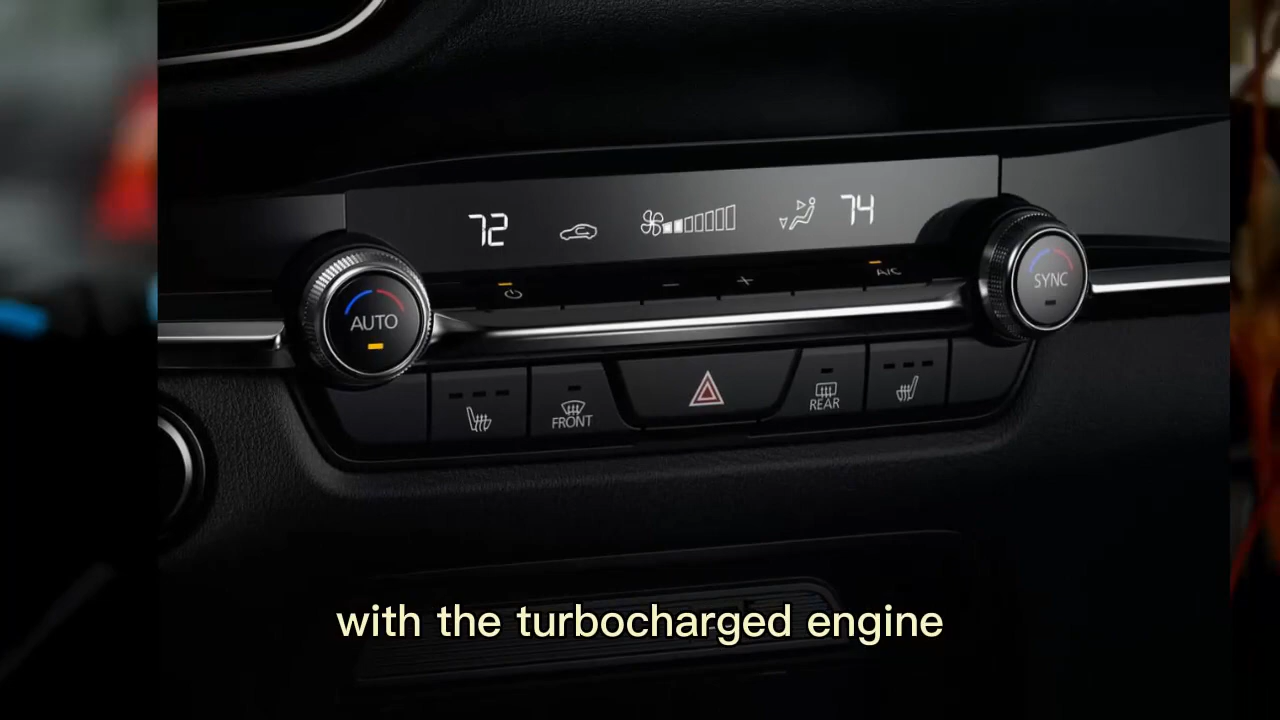 72
74
A/C
AUTO
SYNC
FRONT
REAR
with the turbocharged engine